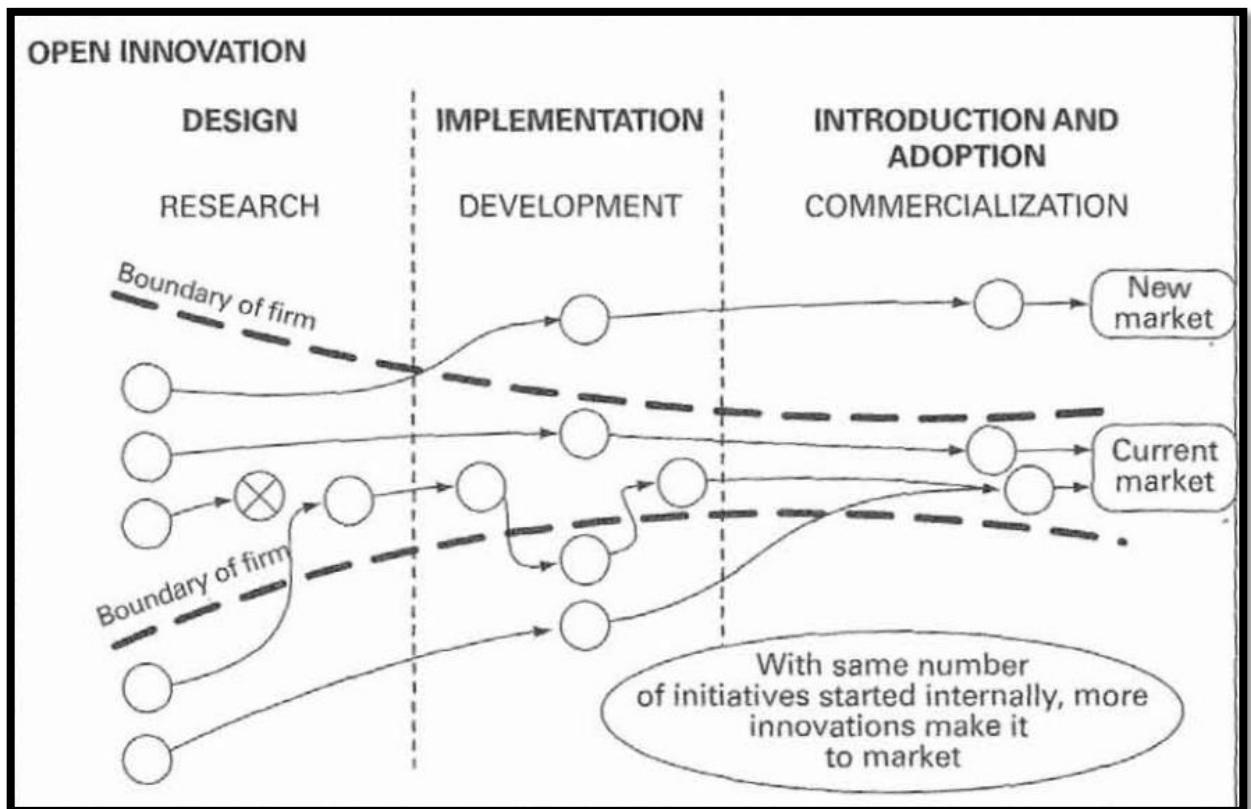 OPEN INNOVATION
DESIGN
IMPLEMENTATION
INTRODUCTION AND
ADOPTION
RESEARCH
DEVELOPMENT
COMMERCIALIZATION
Boundary of firm
New
market
Current
market
Boundary of firm
With same number
of initiatives started internally, more
innovations make it
to market